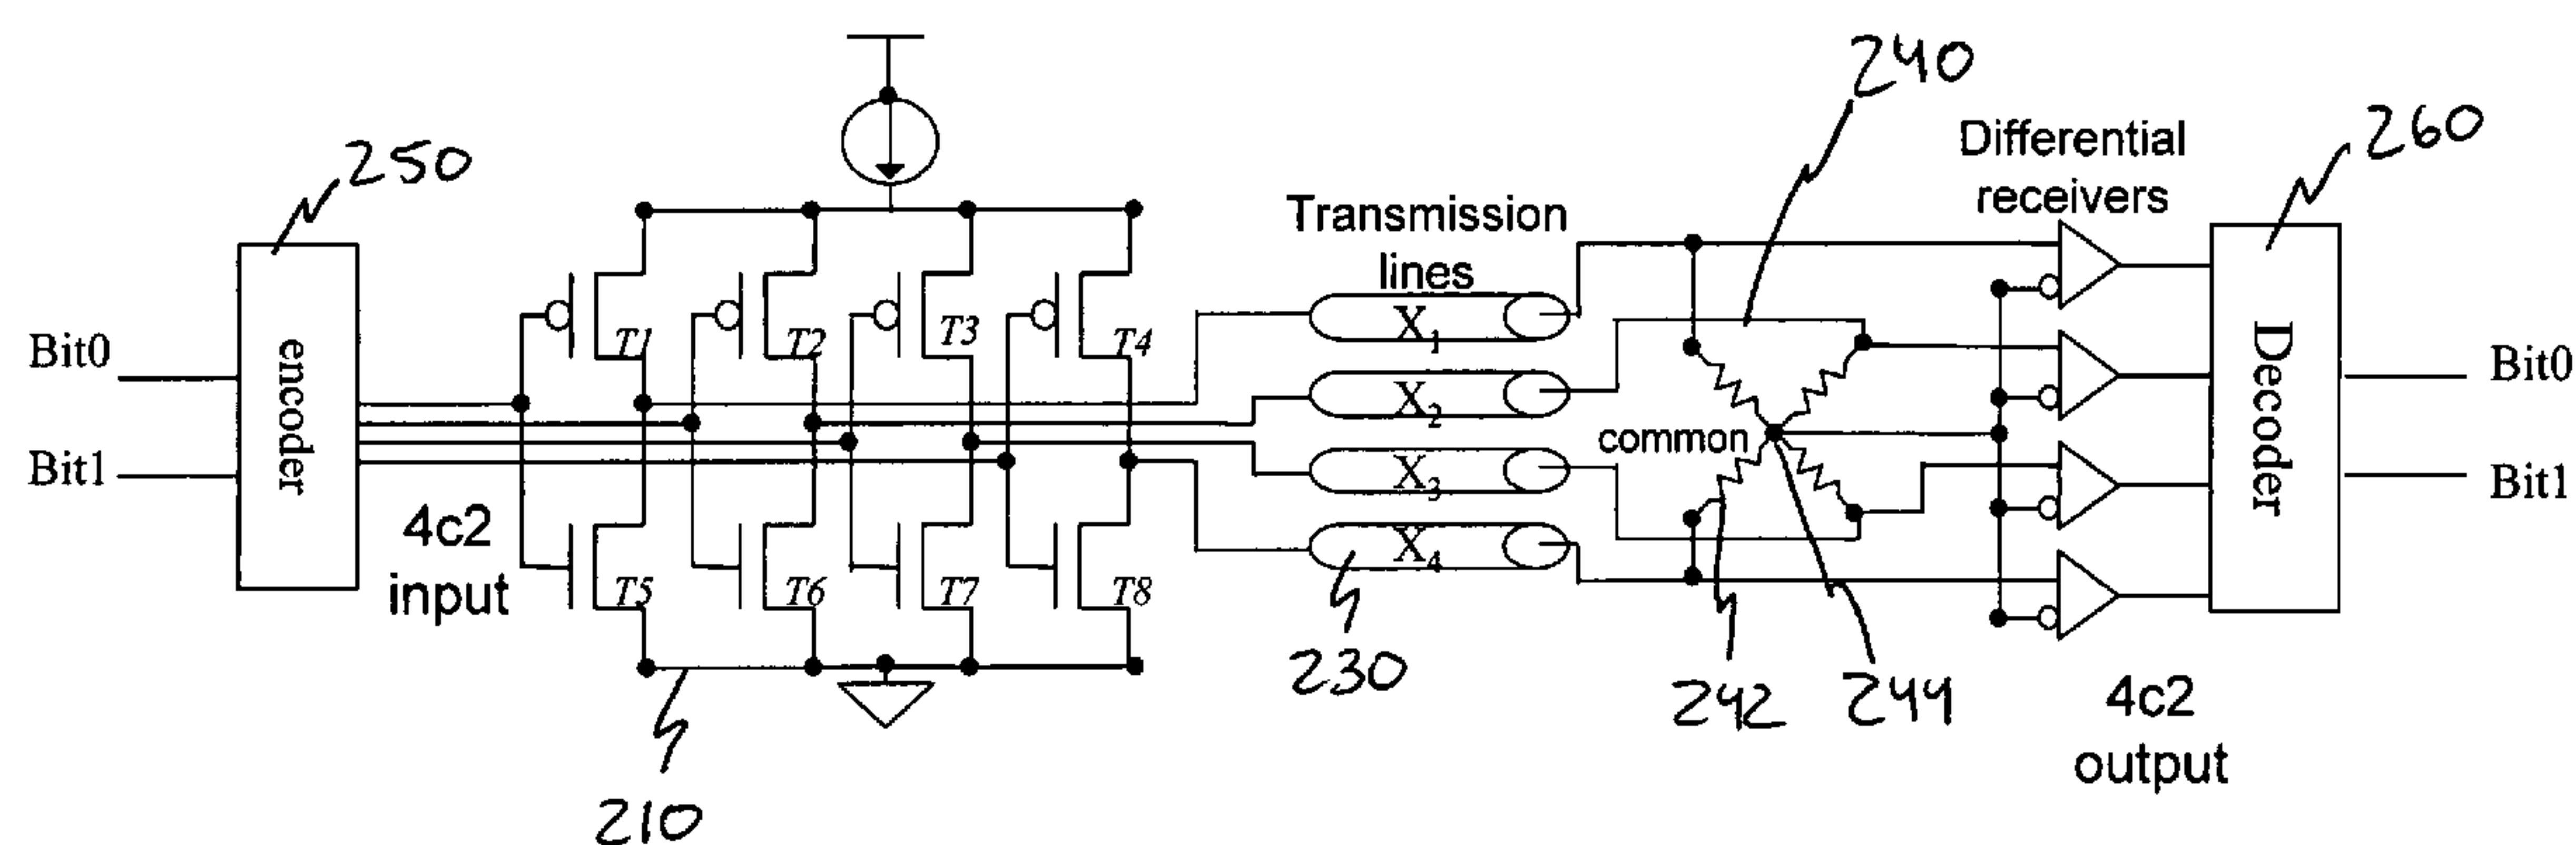 250
240
260
Differential
receivers
Transmission
lines
X1
X2
X3
X4
T1
T2
T3
T4
T5
T6
T7
T8
Bit0
Bit1
encoder
4c2
input
common
Decoder
Bit0
Bit1
230
242
244
4c2
output
210